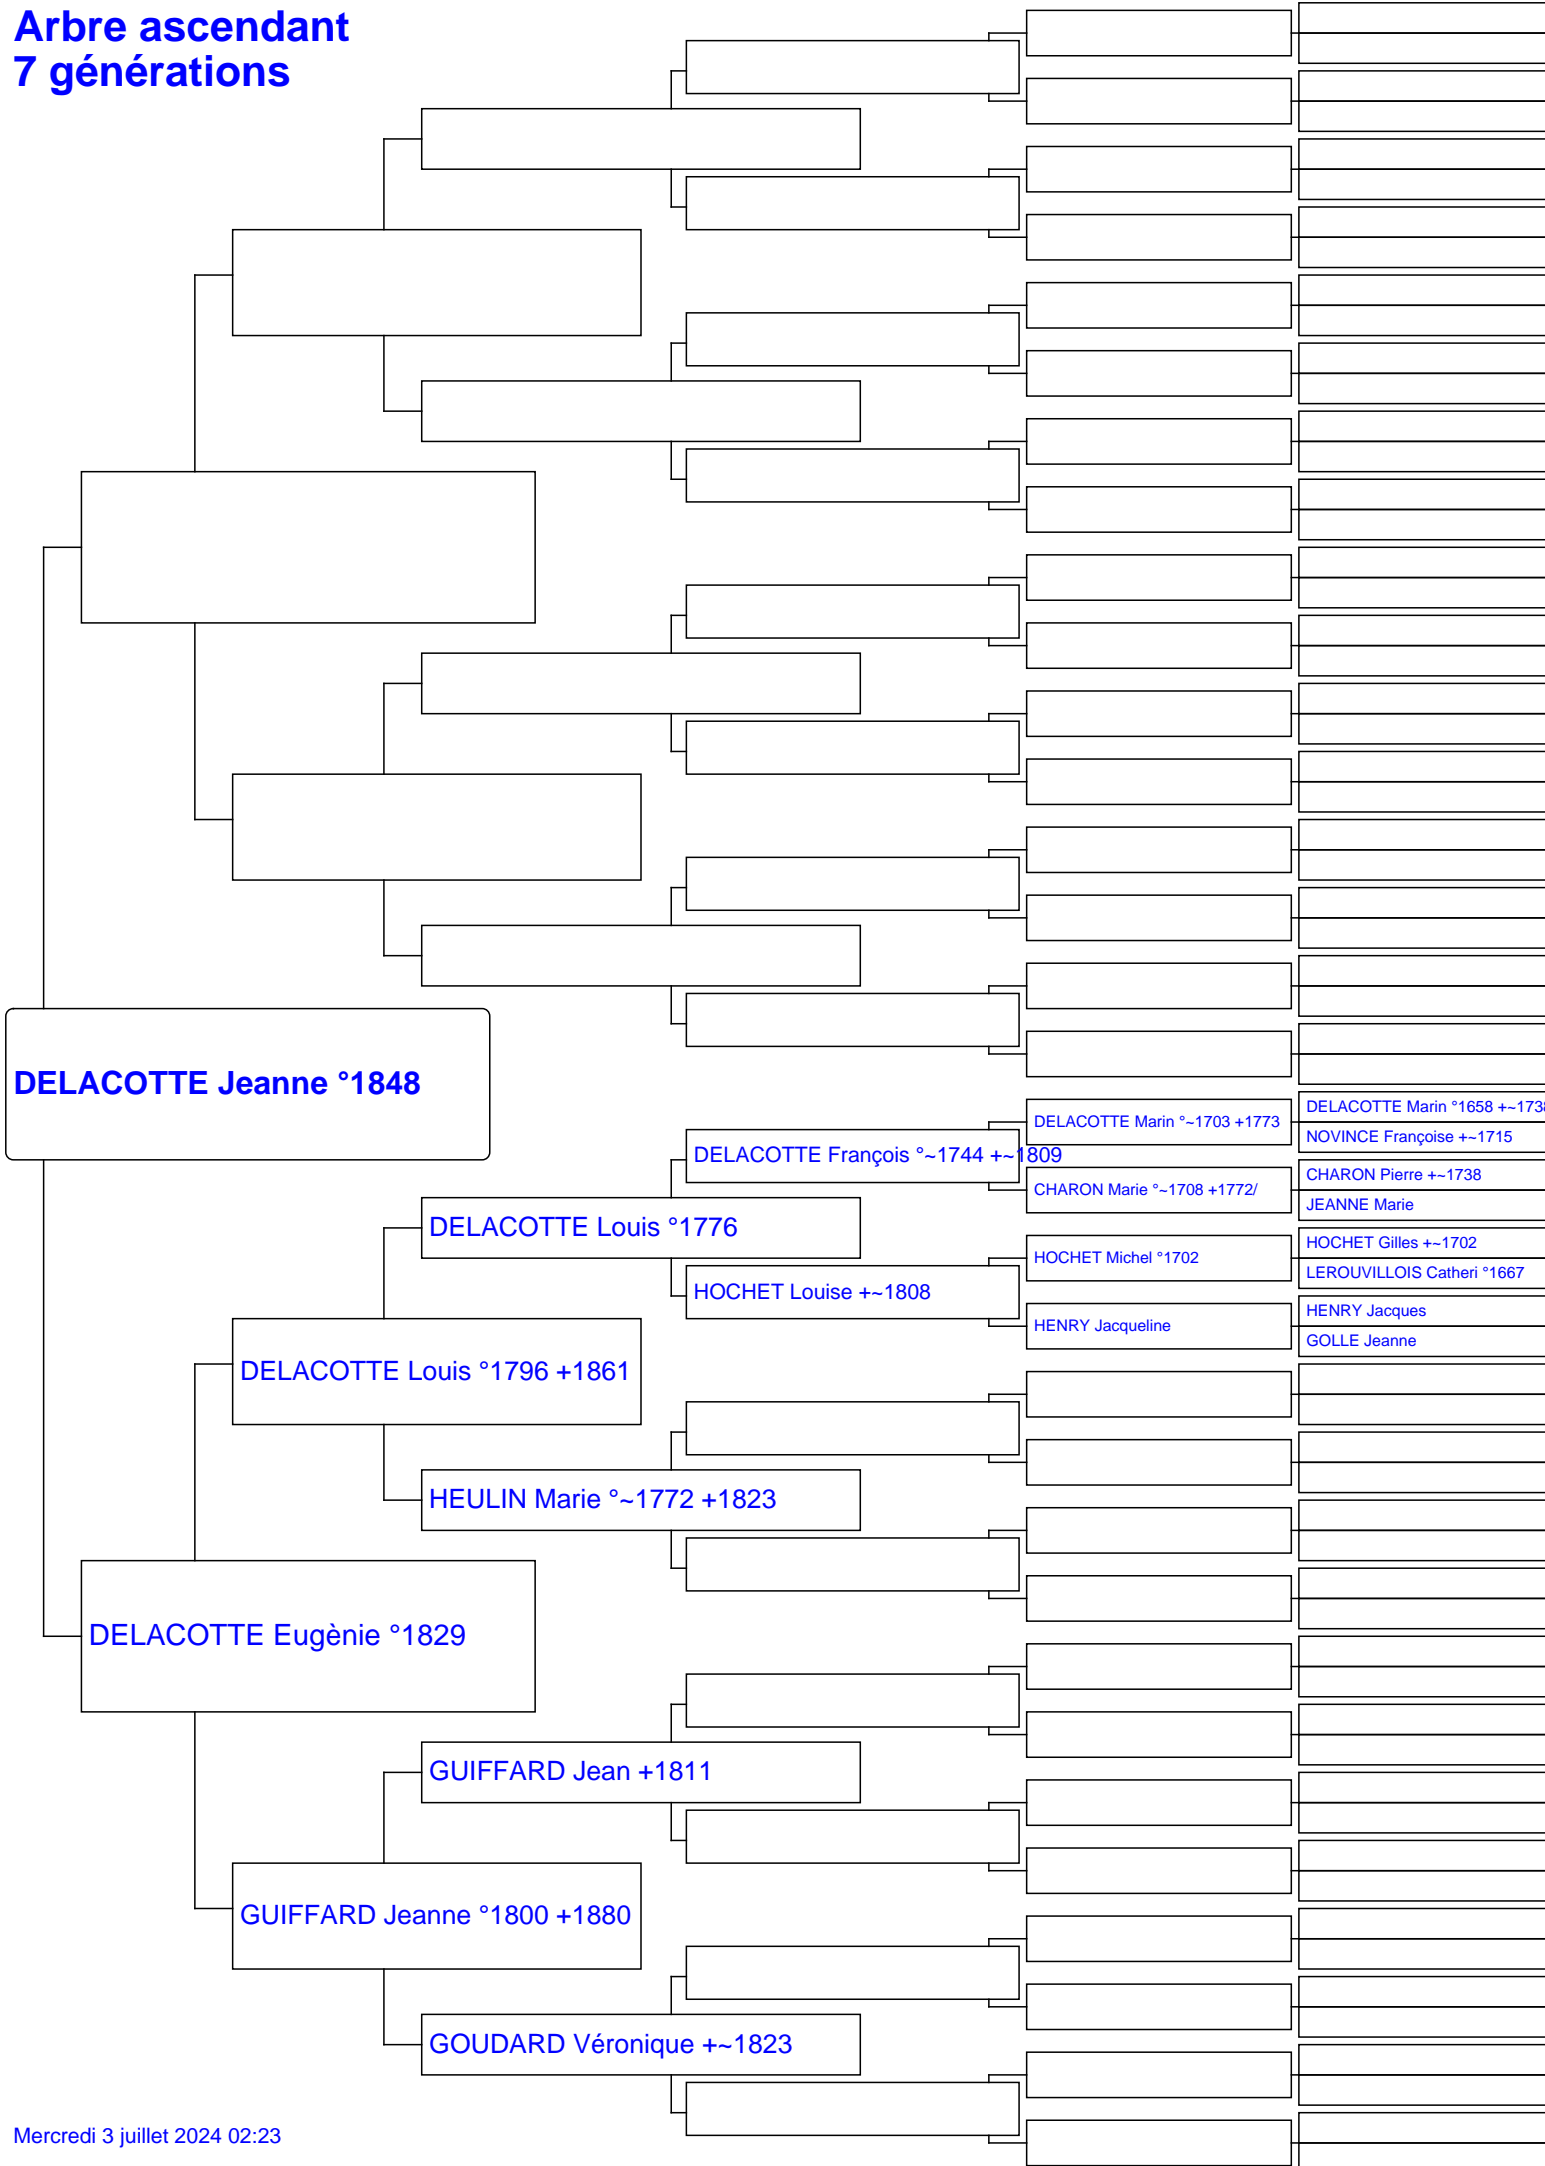 Arbre ascendant
7 générations
DELACOTTE Jeanne °1848
DELACOTTE Marin °~1703 +1773
DELACOTTE Marin °1658 +~1738
NOVINCE Françoise +~1715
DELACOTTE François °~1744 +~1809
CHARON Marie °~1708 +1772/
CHARON Pierre +~1738
JEANNE Marie
DELACOTTE Louis °1776
HOCHET Michel °1702
HOCHET Gilles +~1702
LEROUVILLOIS Catheri °1667
HOCHET Louise +~1808
HENRY Jacqueline
HENRY Jacques
GOLLE Jeanne
DELACOTTE Louis °1796 +1861
HEULIN Marie °~1772 +1823
DELACOTTE Eugènie °1829
GUIFFARD Jean +1811
GUIFFARD Jeanne °1800 +1880
GOUDARD Véronique +~1823
Mercredi 3 juillet 2024 02:23